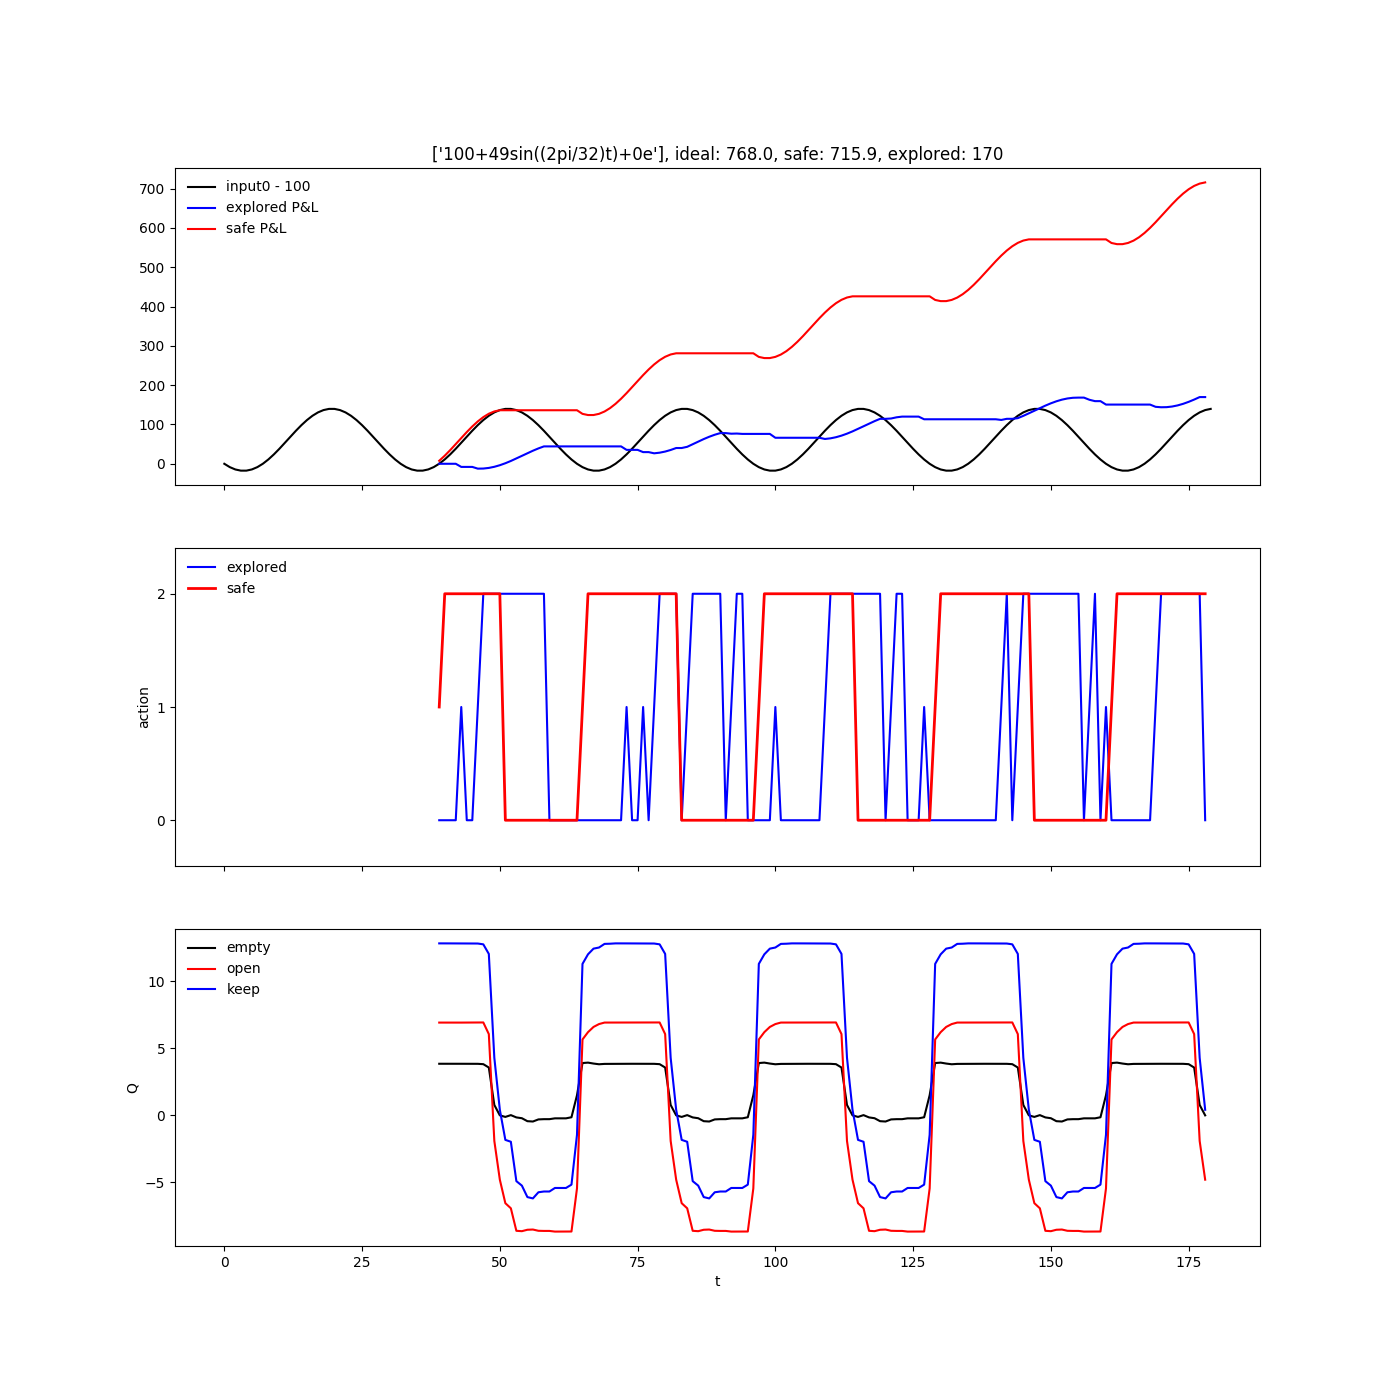 ['100+49sin((2pi/32)t)+0e'], ideal: 768.0, safe: 715.9, explored: 170
input0 - 100
explored P&L
safe P&L
700
600
500
400
300
200
100
0
explored
safe
2
1
0
action
empty
open
keep
10
5
0
−5
Q
0 25 50 75 100 125 150 175
t